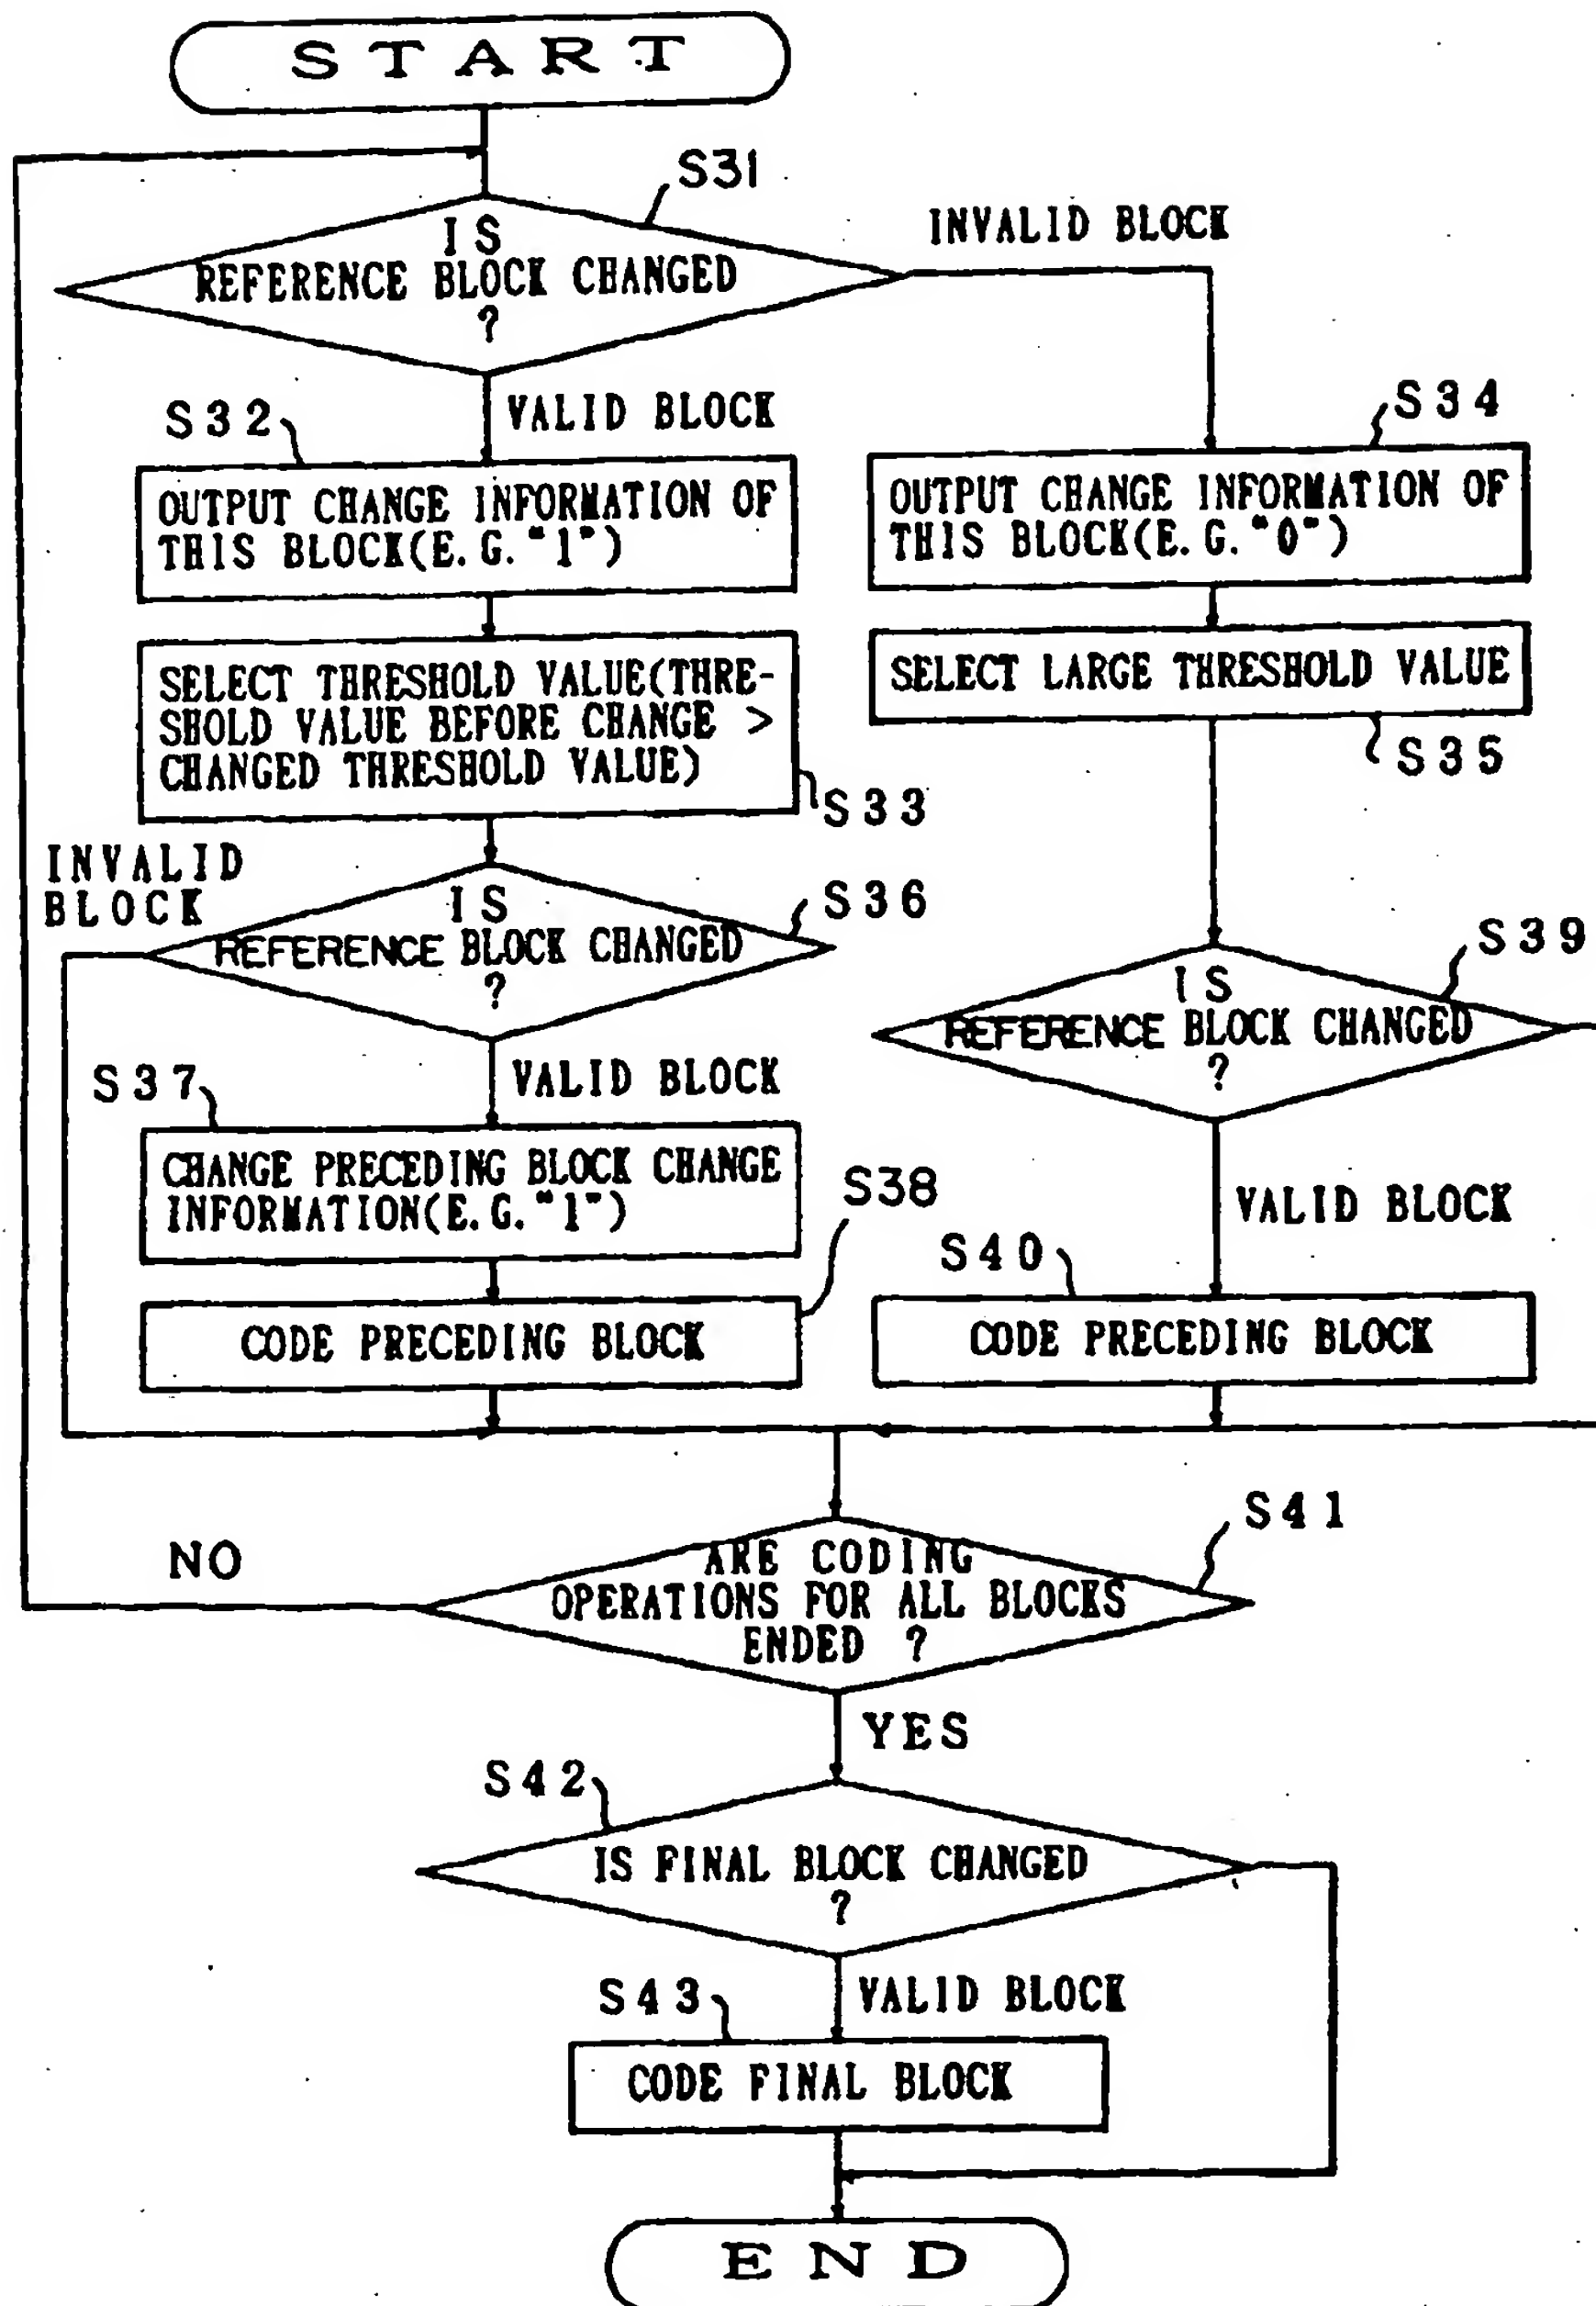 START
S31
IS
REFERENCE BLOCK CHANGED
?
INVALID BLOCK
VALID BLOCK
S32
OUTPUT CHANGE INFORMATION OF
THIS BLOCK(E.G."1")
S34
OUTPUT CHANGE INFORMATION OF
THIS BLOCK(E.G."0")
SELECT THRESHOLD VALUE(THRE-
SHOLD VALUE BEFORE CHANGE >
CHANGED THRESHOLD VALUE)
S33
SELECT LARGE THRESHOLD VALUE
S35
INVALID
BLOCK
IS
REFERENCE BLOCK CHANGED
?
S36
VALID BLOCK
S39
IS
REFERENCE BLOCK CHANGED
?
VALID BLOCK
S37
CHANGE PRECEDING BLOCK CHANGE
INFORMATION(E.G."1")
S38
CODE PRECEDING BLOCK
S40
CODE PRECEDING BLOCK
S41
ARE CODING
OPERATIONS FOR ALL BLOCKS
ENDED ?
NO
YES
S42
IS FINAL BLOCK CHANGED
?
VALID BLOCK
S43
CODE FINAL BLOCK
END